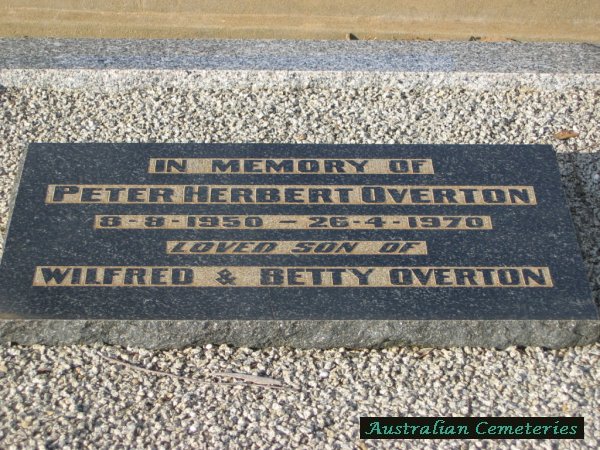 IN MEMORY OF
PETER HERBERT OVERTON
8-8-1950 - 26-4-1970
LOVED SON OF
WILFRED & BETTY OVERTON
Australian Cemeteries